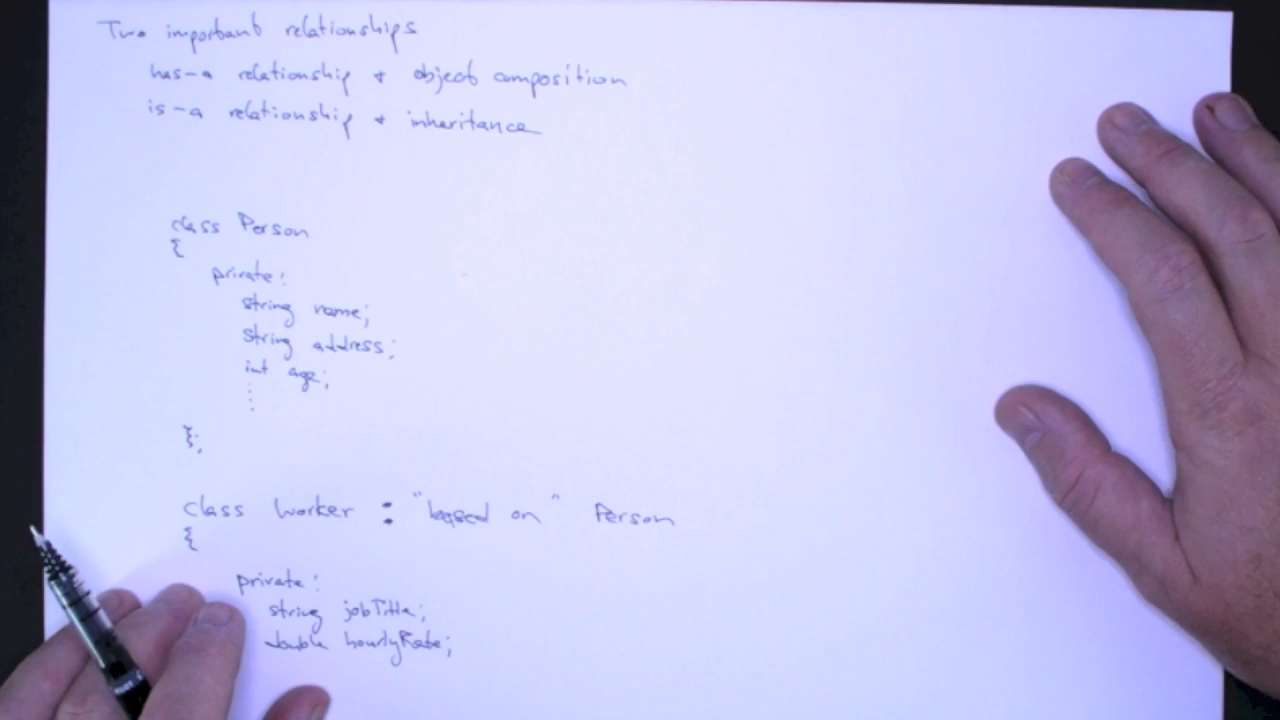 Two important relationships
has-a relationship & object composition
is-a relationship & inheritance
class Person
{
private:
string name;
string address;
int age;
};
class Worker : "based on" Person
{
private:
string jobTitle;
double hourlyRate;